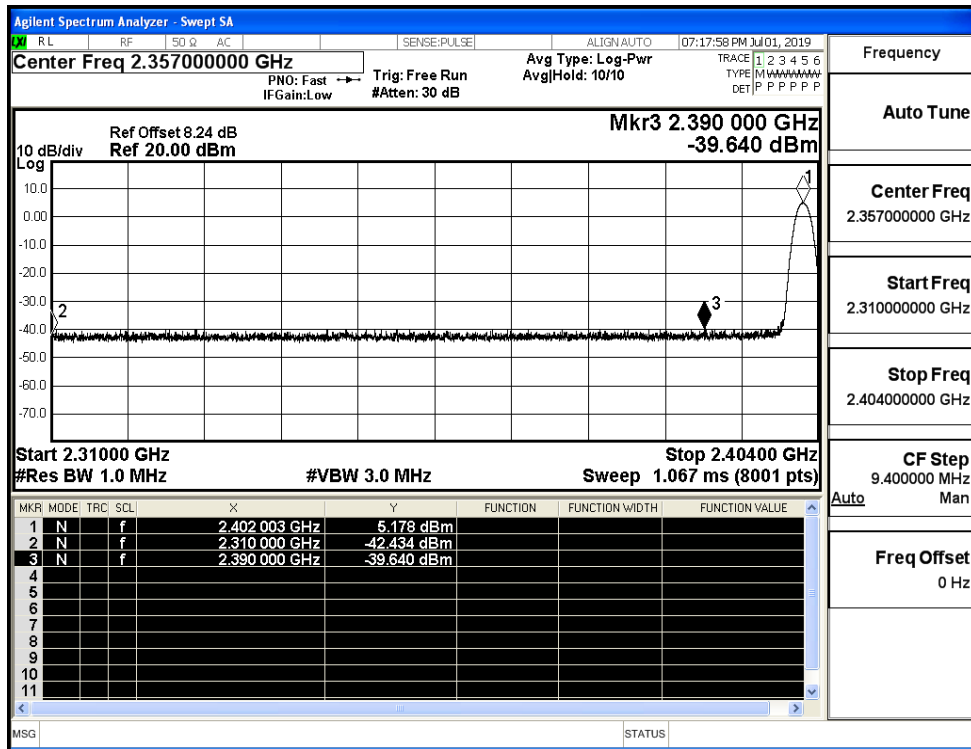 Agilent Spectrum Analyzer - Swept SA
LXI RL RF 50 Ω AC SENSE:PULSE ALIGN AUTO 07:17:58 PM Jul 01, 2019
Center Freq 2.357000000 GHz
PNO: Fast
IFGain:Low
Trig: Free Run
#Atten: 30 dB
Avg Type: Log-Pwr
Avg|Hold: 10/10
TRACE 1 2 3 4 5 6
TYPE M WWWWW
DET P P P P P P
Ref Offset 8.24 dB
10 dB/div Ref 20.00 dBm
Log
Mkr3 2.390 000 GHz
-39.640 dBm
10.0
0.00
-10.0
-20.0
-30.0
-40.0
-50.0
-60.0
-70.0
1
2
3
Start 2.31000 GHz Stop 2.40400 GHz
#Res BW 1.0 MHz #VBW 3.0 MHz Sweep 1.067 ms (8001 pts)
MKR MODE TRC SCL X Y FUNCTION FUNCTION WIDTH FUNCTION VALUE
1 N f 2.402 003 GHz 5.178 dBm
2 N f 2.310 000 GHz -42.434 dBm
3 N f 2.390 000 GHz -39.640 dBm
4
5
6
7
8
9
10
11
MSG STATUS
Frequency
Auto Tune
Center Freq
2.357000000 GHz
Start Freq
2.310000000 GHz
Stop Freq
2.404000000 GHz
CF Step
9.400000 MHz
Auto Man
Freq Offset
0 Hz